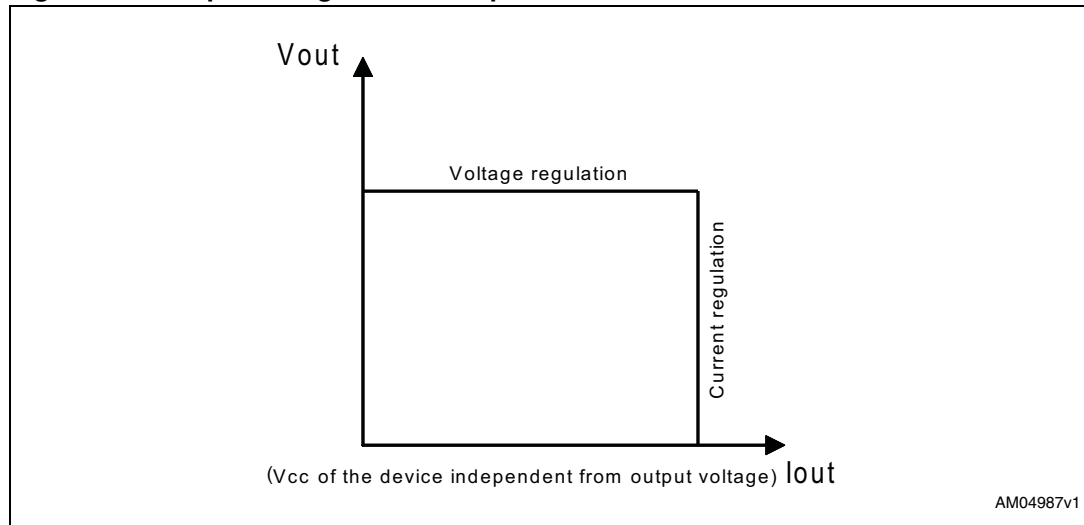 Vout
Voltage regulation
Current regulation
(Vcc of the device independent from output voltage) Iout
AM04987v1